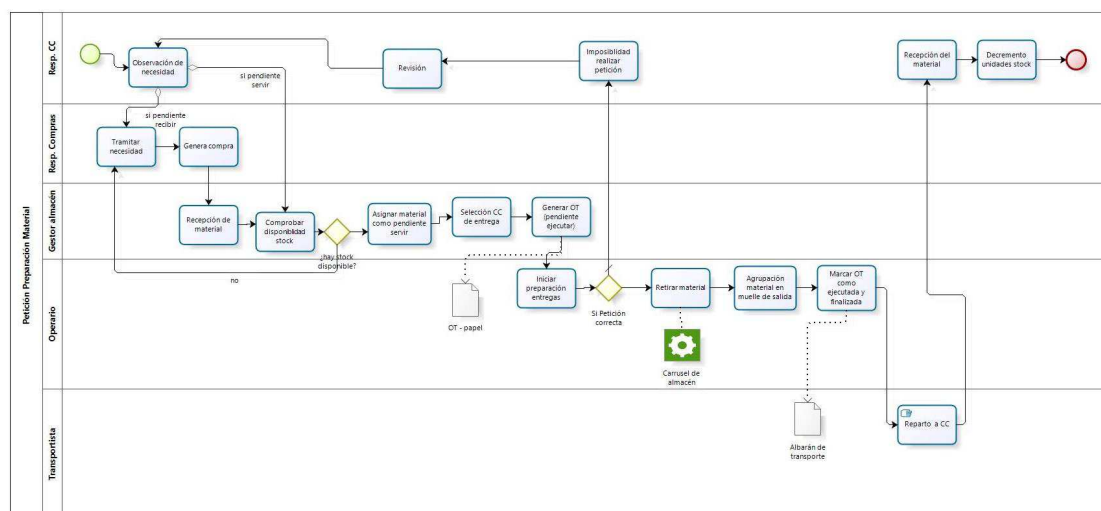 Petición Preparación Material
Resp. CC
Observación de
necesidad
si pendiente
servir
si pendiente
recibir
Revisión
Imposiblidad
realizar
petición
Recepción del
material
Decremento
unidades stock
Resp. Compras
Tramitar
necesidad
Genera compra
Gestor almacén
Recepción de
material
Comprobar
disponiblidad
stock
¿hay stock
disponible?
no
Asignar material
como pendiente
servir
Selección CC
de entrega
Generar OT
(pendiente
ejecutar)
Operario
OT - papel
Iniciar
preparación
entregas
Si Petición
correcta
Retirar material
Carrusel de
almacén
Agrupación
material en
muelle de salida
Marcar OT
como
ejecutada y
finalizada
Transportista
Albarán de
transporte
Reparto a CC